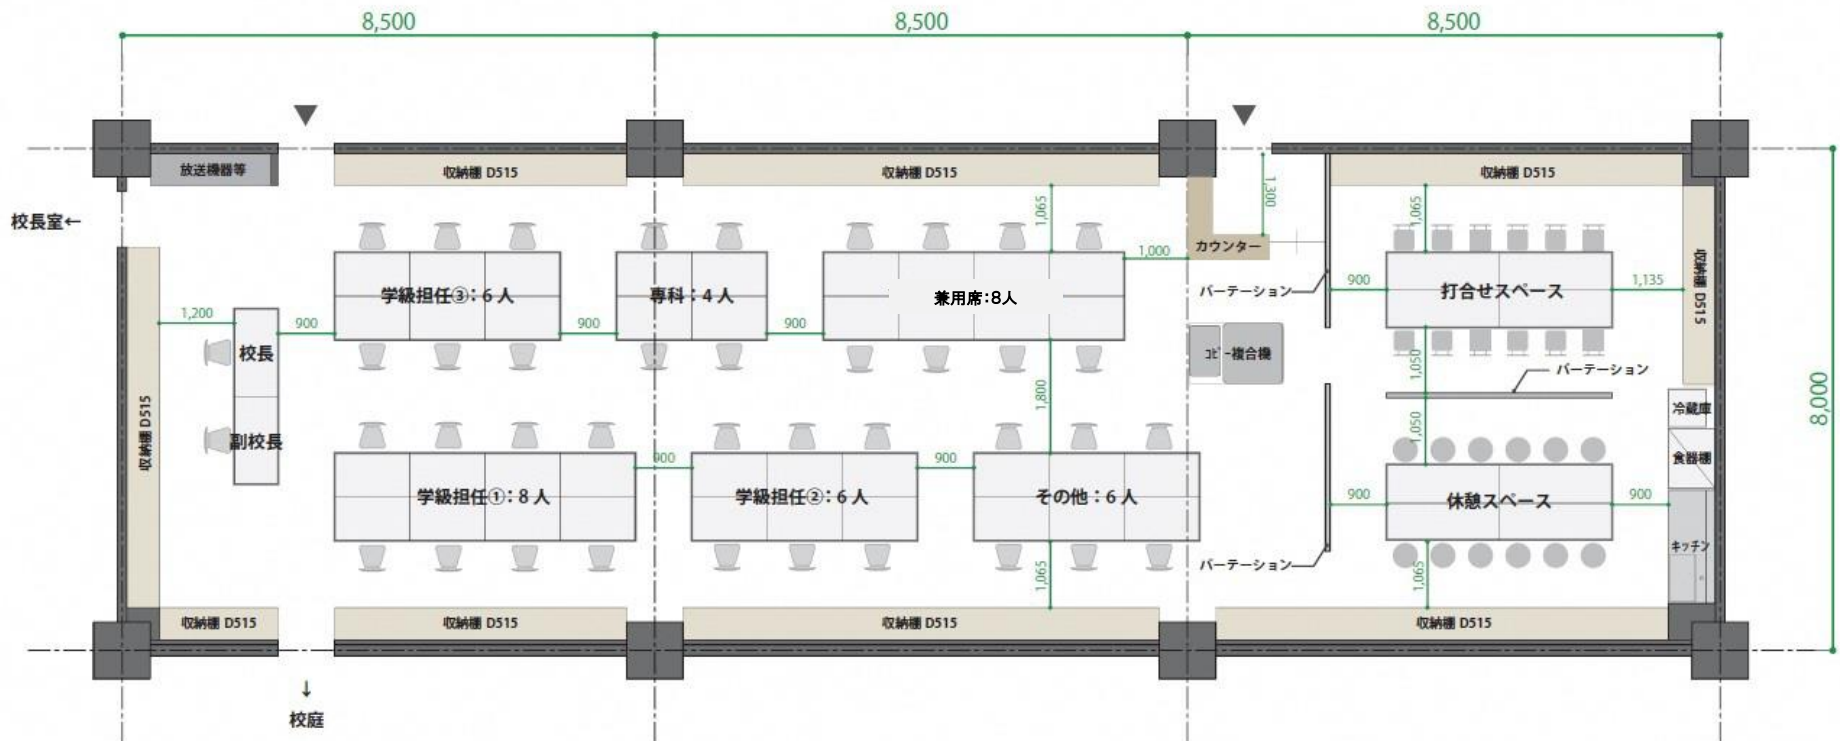 8,500
8,500
8,500
放送機器等
収納棚 D515
収納棚 D515
収納棚 D515
校長室←
1,065
1,300
1,065
カウンター
1,000
学級担任③：6 人
専科：4 人
兼用席：8人
パーテーション
900
打合せスペース
1,135
収納棚 D515
1,200
900
900
900
校長
ｺﾋﾟｰ複合機
1,050
パーテーション
8,000
収納棚 D515
1,800
冷蔵庫
副校長
1,050
食器棚
900
900
学級担任①：8 人
学級担任②：6 人
その他：6 人
900
休憩スペース
900
キッチン
パーテーション
1,065
1,065
収納棚 D515
収納棚 D515
収納棚 D515
収納棚 D515
↓
校庭